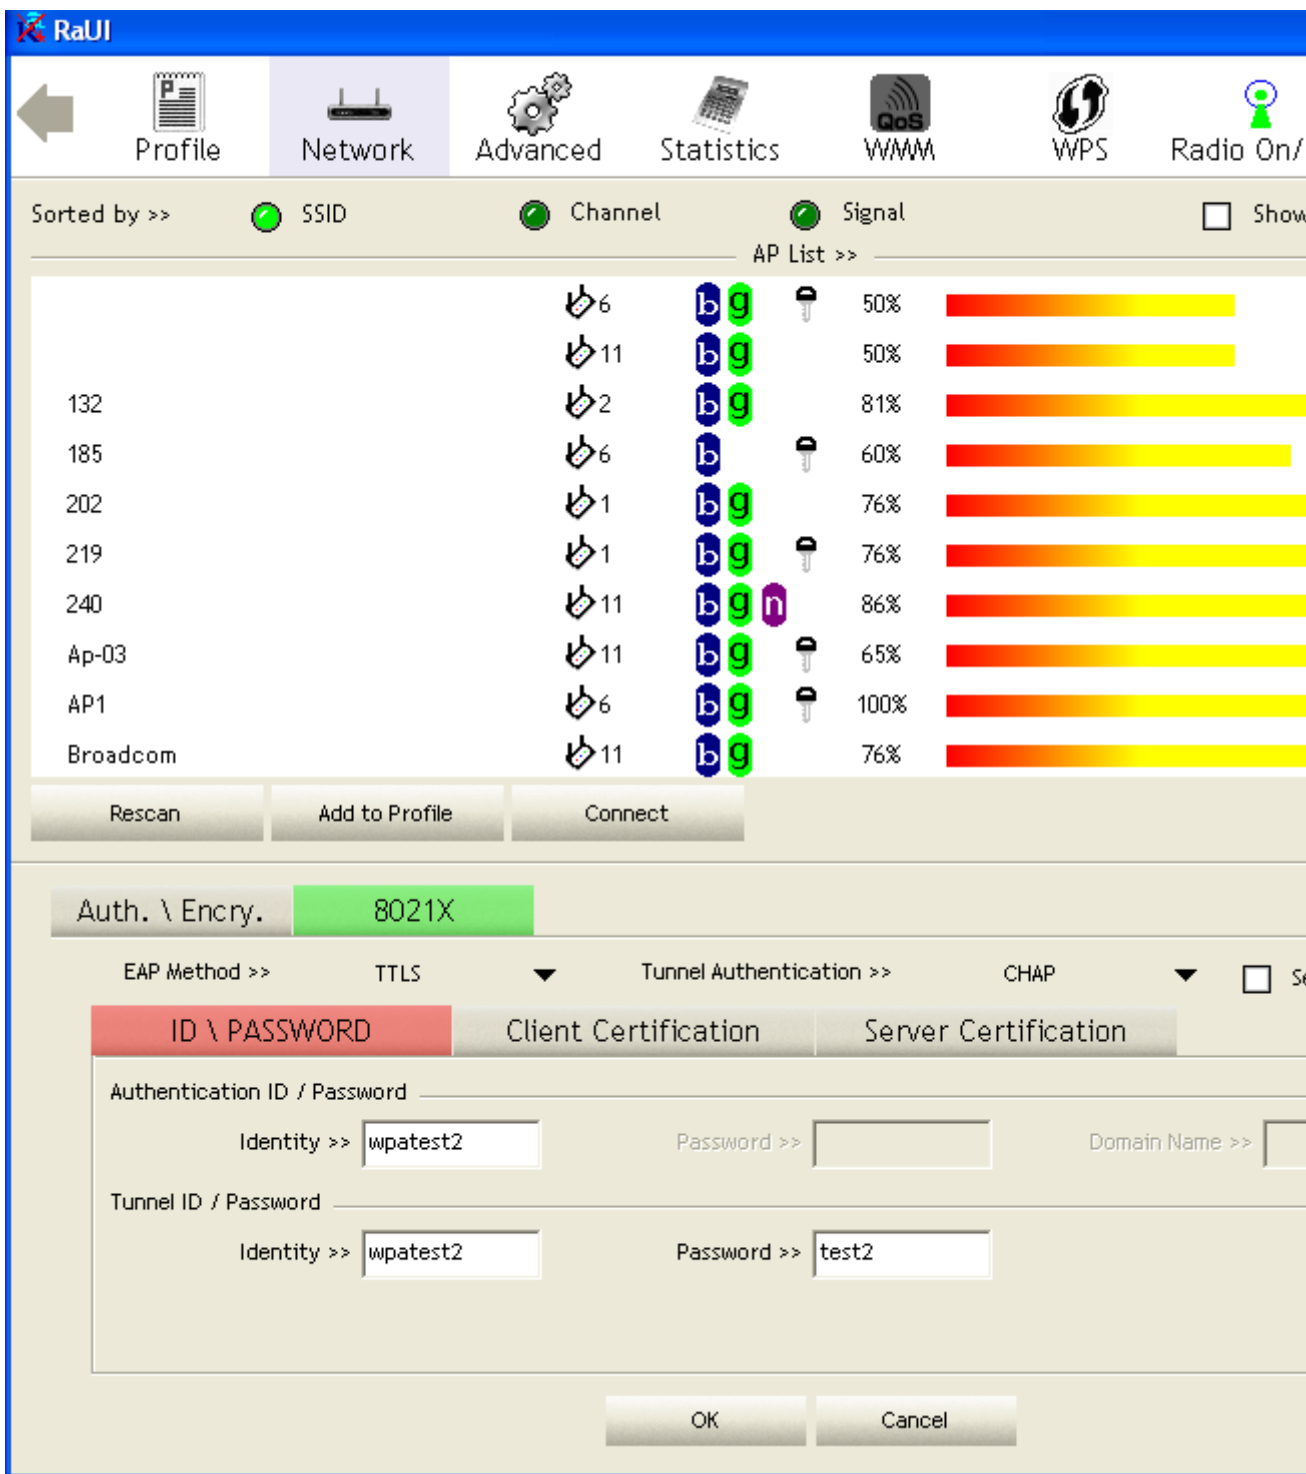 RaUI
Profile Network Advanced Statistics QoS WMM WPS Radio On/
Sorted by >> SSID Channel Signal Show
AP List >>
6 b g 50%
11 b g 50%
132 2 b g 81%
185 6 b 60%
202 1 b g 76%
219 1 b g 76%
240 11 b g n 86%
Ap-03 11 b g 65%
AP1 6 b g 100%
Broadcom 11 b g 76%
Rescan Add to Profile Connect
Auth. \ Encry. 8021X
EAP Method >> TTLS Tunnel Authentication >> CHAP Se
ID \ PASSWORD Client Certification Server Certification
Authentication ID / Password
Identity >> wpatest2 Password >> Domain Name >>
Tunnel ID / Password
Identity >> wpatest2 Password >> test2
OK Cancel